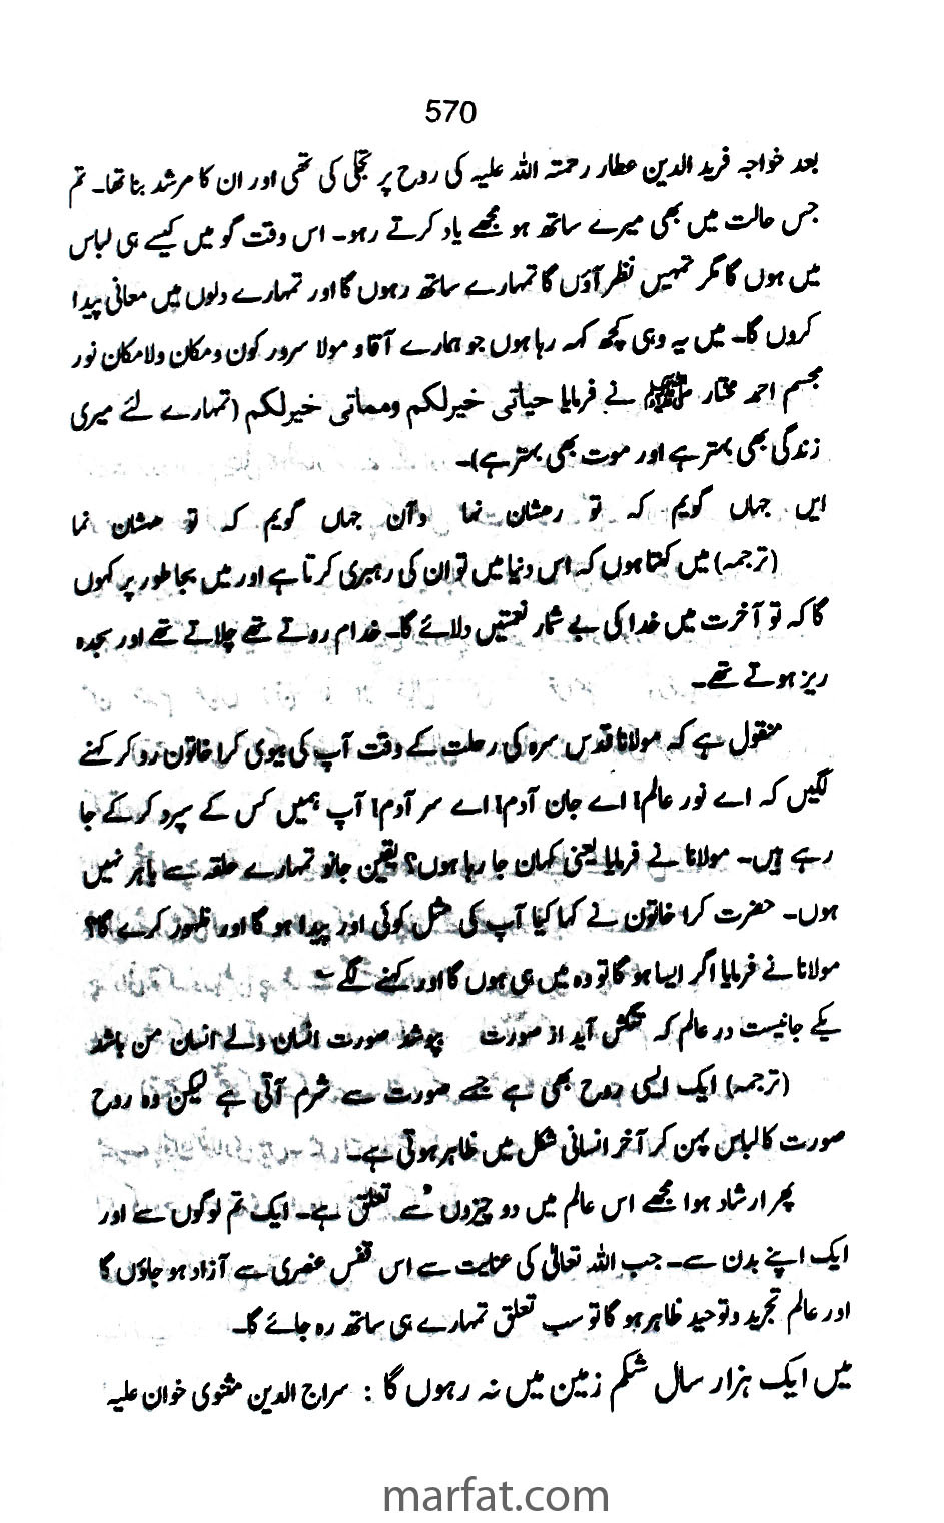 570
بعد خواجہ فرید الدین عطار رحمتہ اللہ علیہ کی روح پر تجلی کی تھی اور ان کا مرشد بنا تھا۔ تم
جس حالت میں بھی میرے ساتھ ہو مجھے یاد کرتے رہو۔ اس وقت گو میں کیسے ہی لباس
میں ہوں گا مگر تمہیں نظر آؤں گا تمہارے ساتھ رہوں گا اور تمہارے دلوں میں معانی پیدا
کروں گا۔ میں یہ وہی کچھ کہہ رہا ہوں جو ہمارے آقا و مولا سرور کون و مکان و لامکان نور
مجسم احمد مختار ﷺ نے فرمایا حیاتی خیرلکم ومماتی خیرلکم (تمہارے لئے میری
زندگی بھی بہتر ہے اور موت بھی بہتر ہے)۔
ایں جہاں گویم کہ تو رہشان نما وآن جہاں گویم کہ تو مہشان نما
(ترجمہ) میں کہتا ہوں کہ اس دنیا میں تو ان کی رہبری کرتا ہے اور میں بجا طور پر کہوں
گا کہ تو آخرت میں خدا کی بے شمار نعمتیں دلائے گا۔ خدام روتے تھے چلاتے تھے اور سجدہ
ریز ہوتے تھے۔
منقول ہے کہ مولانا قدس سرہ کی رحلت کے وقت آپ کی بیوی کرا خاتون رو کر کہنے
لگیں کہ اے نور عالم! اے جان آدم! اے سر آدم! آپ ہمیں کس کے سپرد کر کے جا
رہے ہیں۔ مولانا نے فرمایا یعنی کہاں جا رہا ہوں؟ یقین جانو تمہارے حلقہ سے باہر نہیں
ہوں۔ حضرت کرا خاتون نے کہا کیا آپ کی مثل کوئی اور پیدا ہو گا اور ظہور کرے گا؟
مولانا نے فرمایا اگر ایسا ہو گا تو وہ میں ہی ہوں گا اور کہنے لگے ؎
یکے جانیست در عالم کہ ننگش آید از صورت بپوشد صورت انسان ولے انسان من باشد
(ترجمہ) ایک ایسی روح بھی ہے جسے صورت سے شرم آتی ہے لیکن وہ روح
صورت کا لباس پہن کر آخر انسانی شکل میں ظاہر ہوتی ہے۔
پھر ارشاد ہوا مجھے اس عالم میں دو چیزوں سے تعلق ہے۔ ایک تم لوگوں سے اور
ایک اپنے بدن سے۔ جب اللہ تعالیٰ کی عنایت سے اس قفس عنصری سے آزاد ہو جاؤں گا
اور عالم تجرید و توحید ظاہر ہو گا تو سب تعلق تمہارے ہی ساتھ رہ جائے گا۔
میں ایک ہزار سال شکم زمین میں نہ رہوں گا : سراج الدین مثنوی خوان علیہ
marfat.com